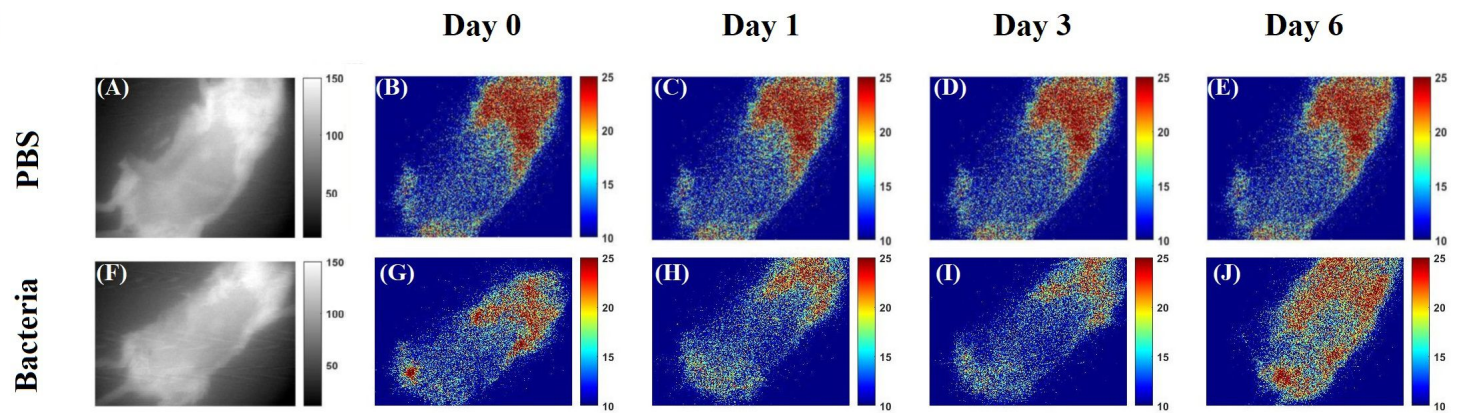 Day 0 Day 1 Day 3 Day 6
PBS
(A) 150 100 50
(B) 25 20 15 10
(C) 25 20 15 10
(D) 25 20 15 10
(E) 25 20 15 10
Bacteria
(F) 150 100 50
(G) 25 20 15 10
(H) 25 20 15 10
(I) 25 20 15 10
(J) 25 20 15 10